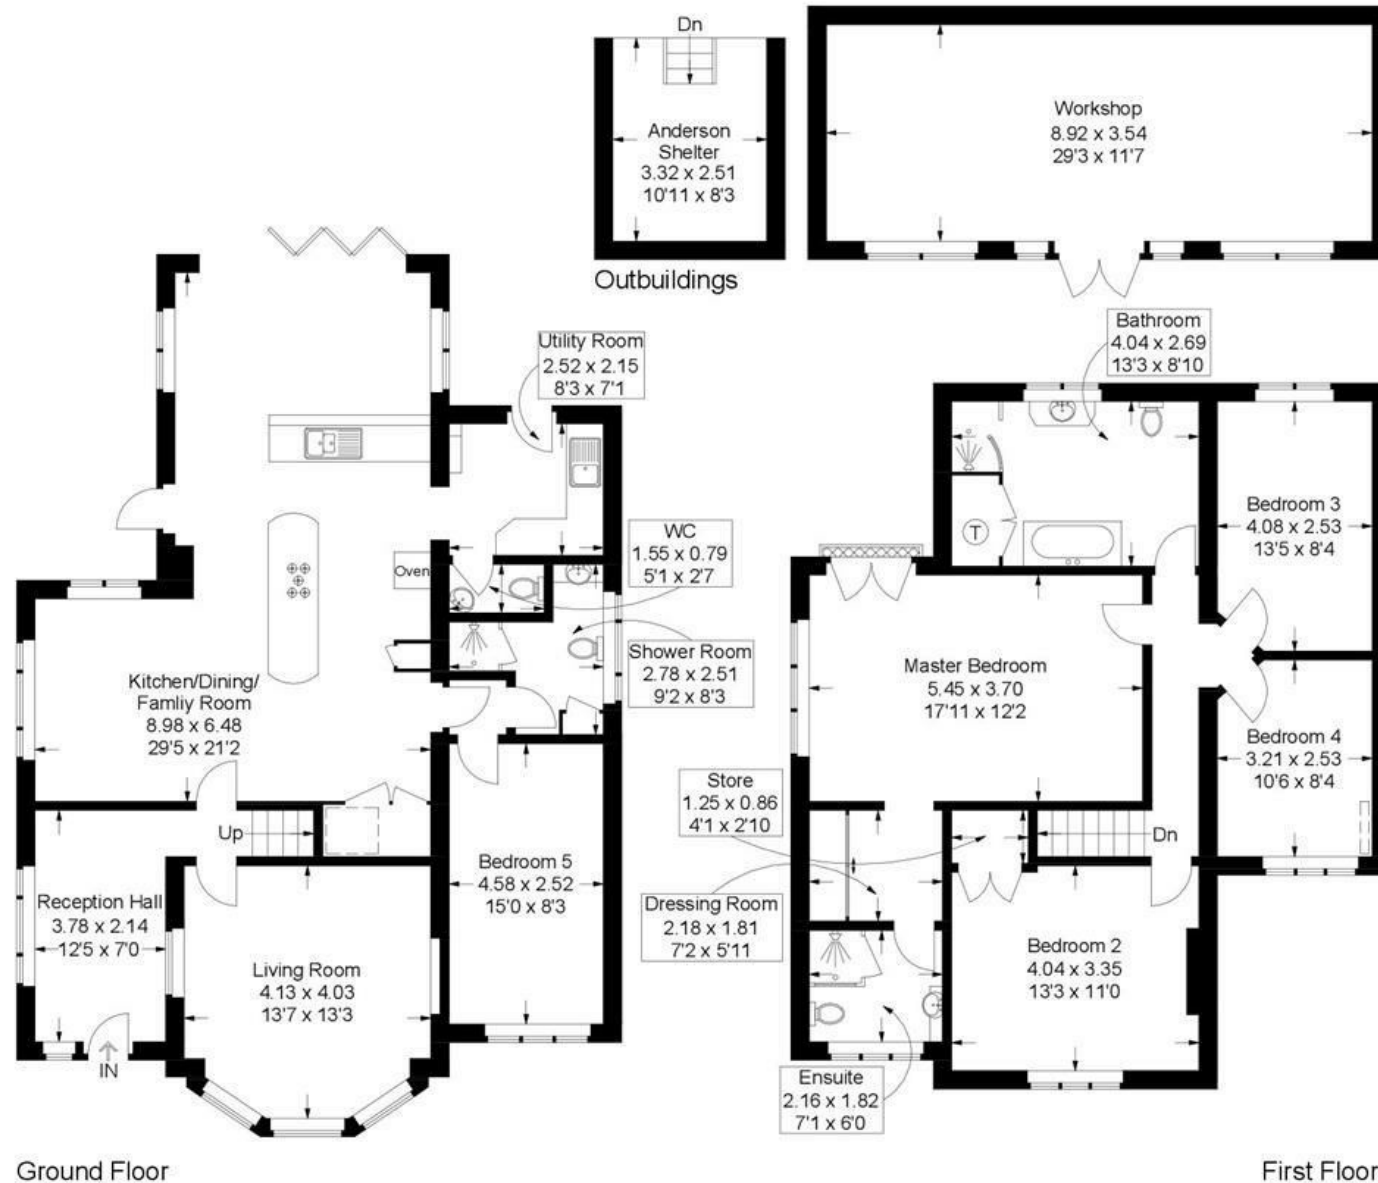 Dn
Anderson
Shelter
3.32 x 2.51
10'11 x 8'3
Outbuildings
Workshop
8.92 x 3.54
29'3 x 11'7
Utility Room
2.52 x 2.15
8'3 x 7'1
WC
1.55 x 0.79
5'1 x 2'7
Oven
Shower Room
2.78 x 2.51
9'2 x 8'3
Kitchen/Dining/
Famliy Room
8.98 x 6.48
29'5 x 21'2
Up
Reception Hall
3.78 x 2.14
12'5 x 7'0
Living Room
4.13 x 4.03
13'7 x 13'3
Bedroom 5
4.58 x 2.52
15'0 x 8'3
IN
Ground Floor
Bathroom
4.04 x 2.69
13'3 x 8'10
T
Bedroom 3
4.08 x 2.53
13'5 x 8'4
Master Bedroom
5.45 x 3.70
17'11 x 12'2
Bedroom 4
3.21 x 2.53
10'6 x 8'4
Store
1.25 x 0.86
4'1 x 2'10
Dn
Dressing Room
2.18 x 1.81
7'2 x 5'11
Bedroom 2
4.04 x 3.35
13'3 x 11'0
Ensuite
2.16 x 1.82
7'1 x 6'0
First Floor